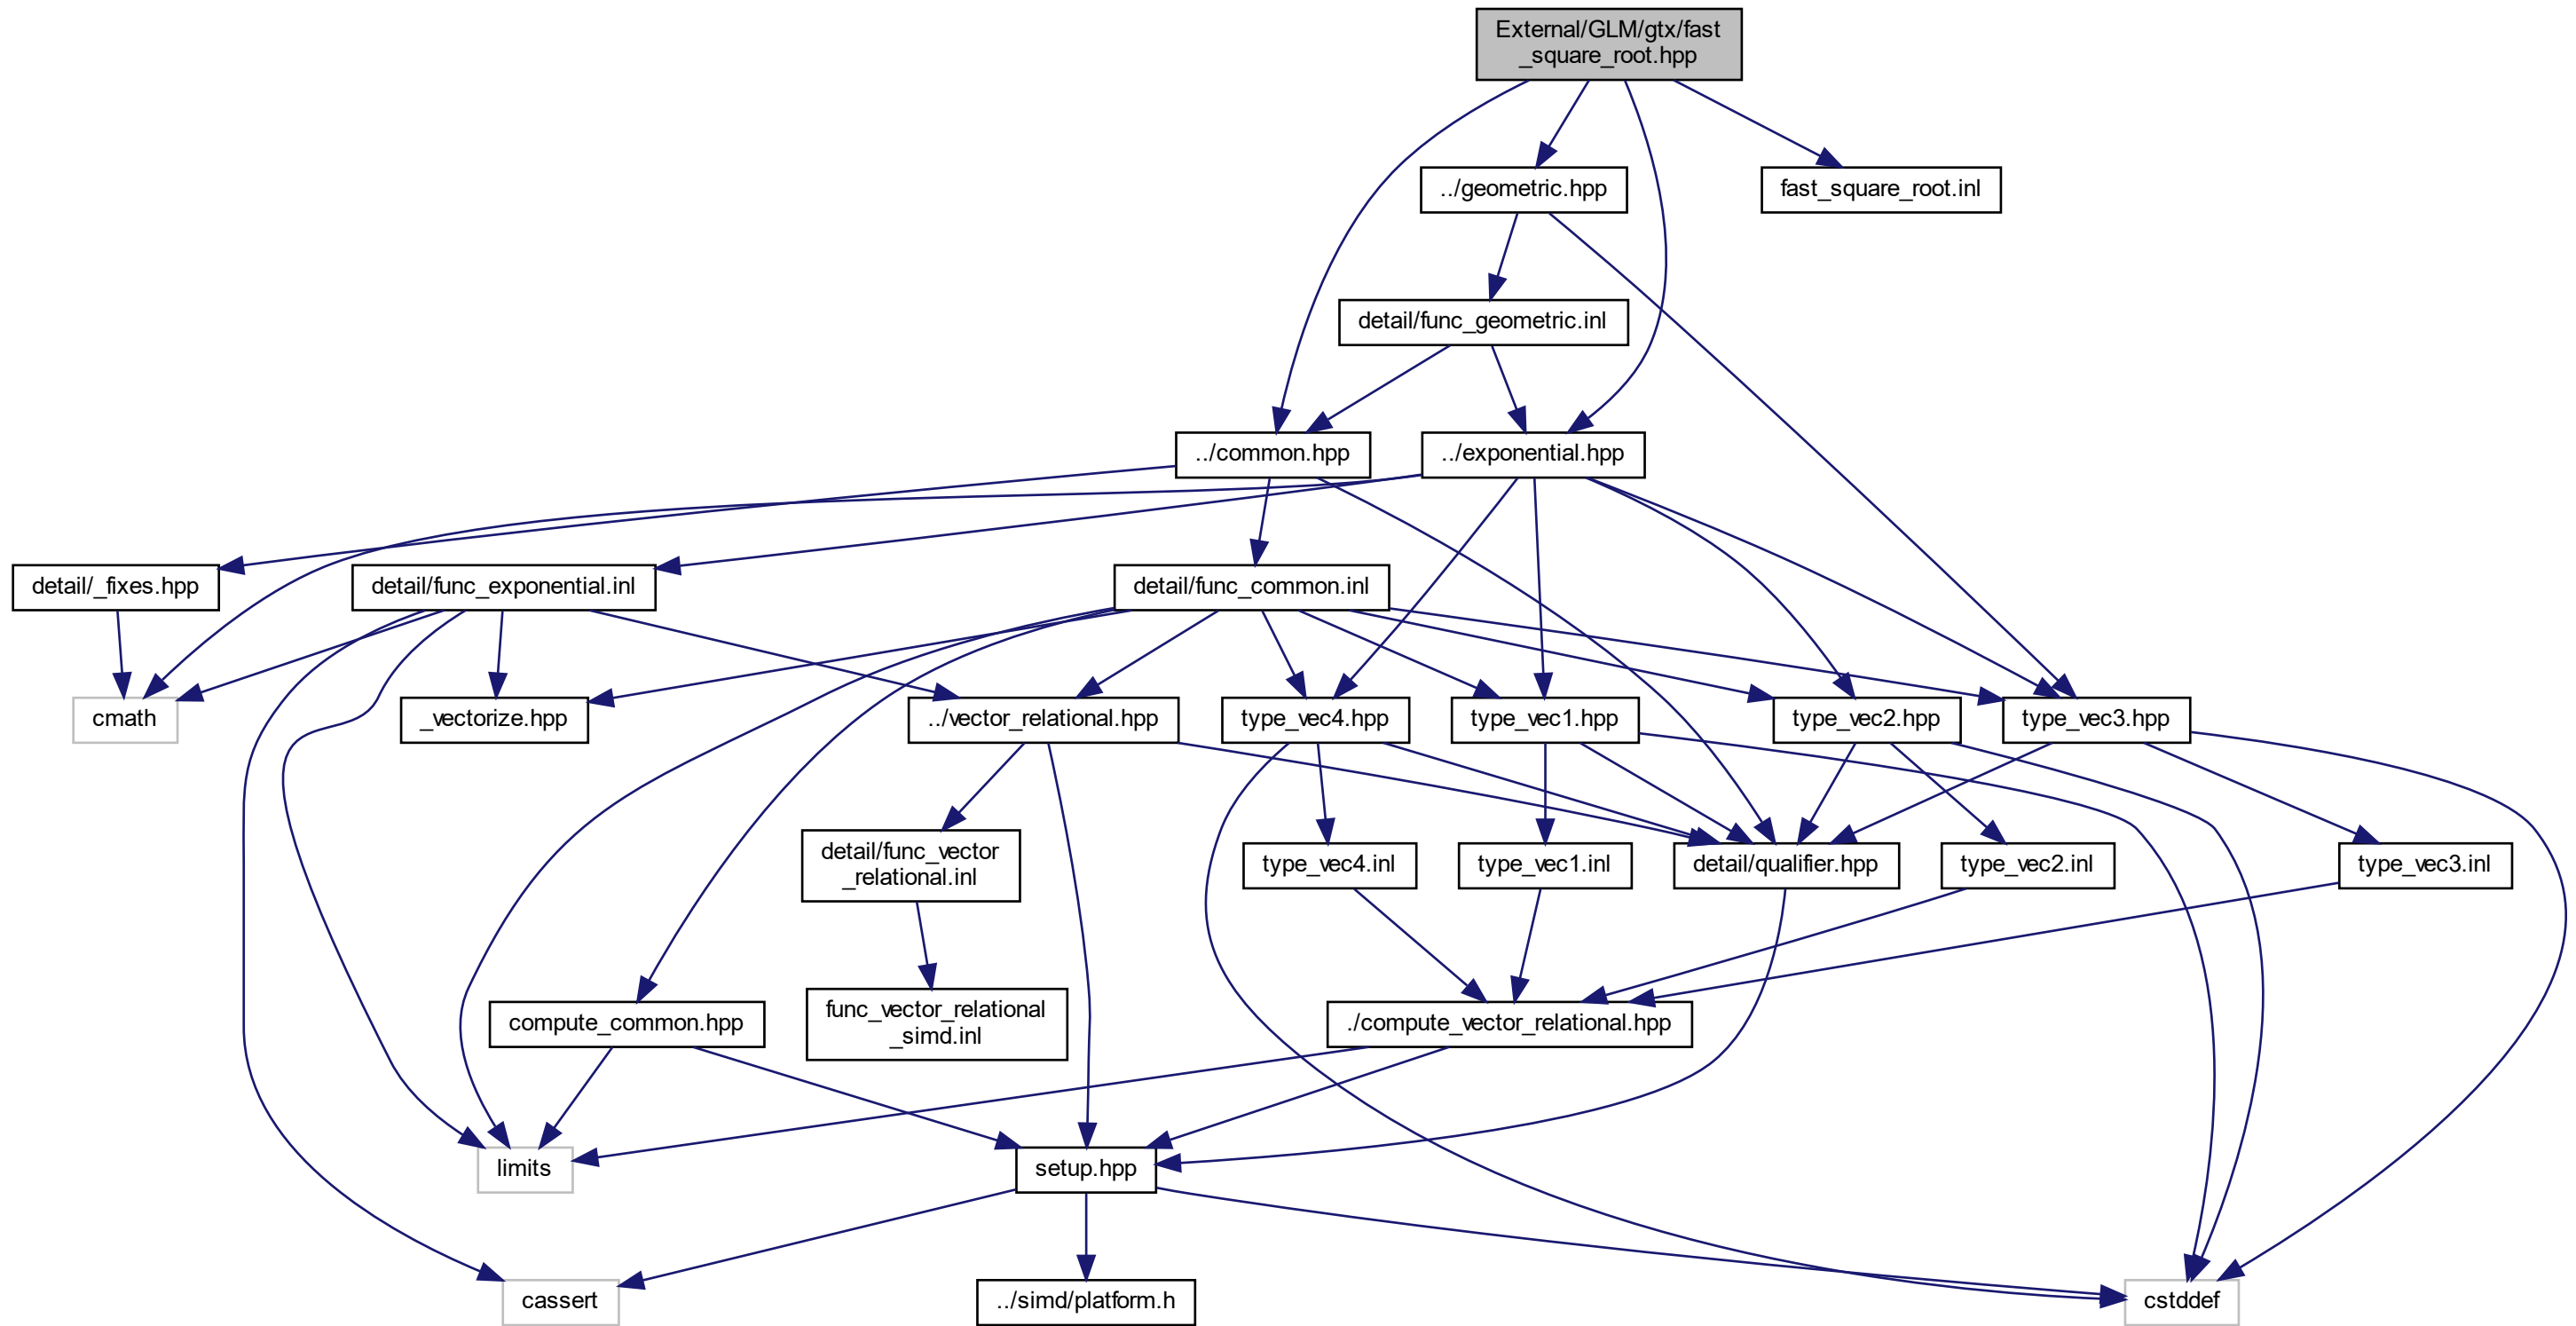 External/GLM/gtx/fast
_square_root.hpp
../geometric.hpp
fast_square_root.inl
detail/func_geometric.inl
../common.hpp
../exponential.hpp
detail/_fixes.hpp
detail/func_exponential.inl
detail/func_common.inl
cmath
_vectorize.hpp
../vector_relational.hpp
type_vec4.hpp
type_vec1.hpp
type_vec2.hpp
type_vec3.hpp
detail/func_vector
_relational.inl
type_vec4.inl
type_vec1.inl
detail/qualifier.hpp
type_vec2.inl
type_vec3.inl
compute_common.hpp
func_vector_relational
_simd.inl
./compute_vector_relational.hpp
limits
setup.hpp
cassert
../simd/platform.h
cstddef